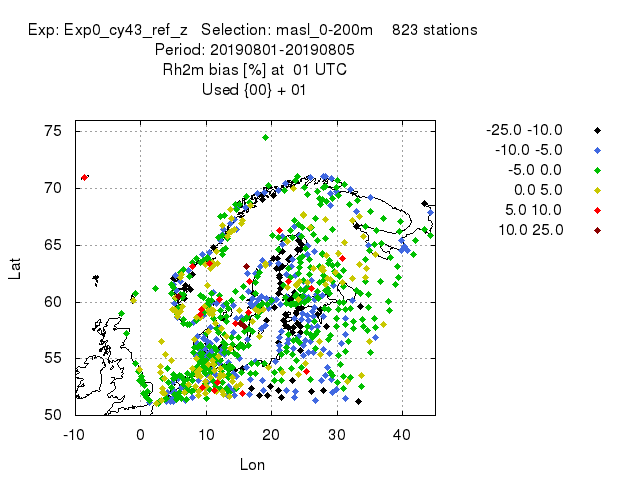 Exp: Exp0_cy43_ref_z Selection: masl_0-200m 823 stations
Period: 20190801-20190805
Rh2m bias [%] at 01 UTC
Used {00} + 01
-25.0 -10.0
-10.0 -5.0
-5.0 0.0
0.0 5.0
5.0 10.0
10.0 25.0
75
70
65
60
55
50
Lat
-10 0 10 20 30 40
Lon